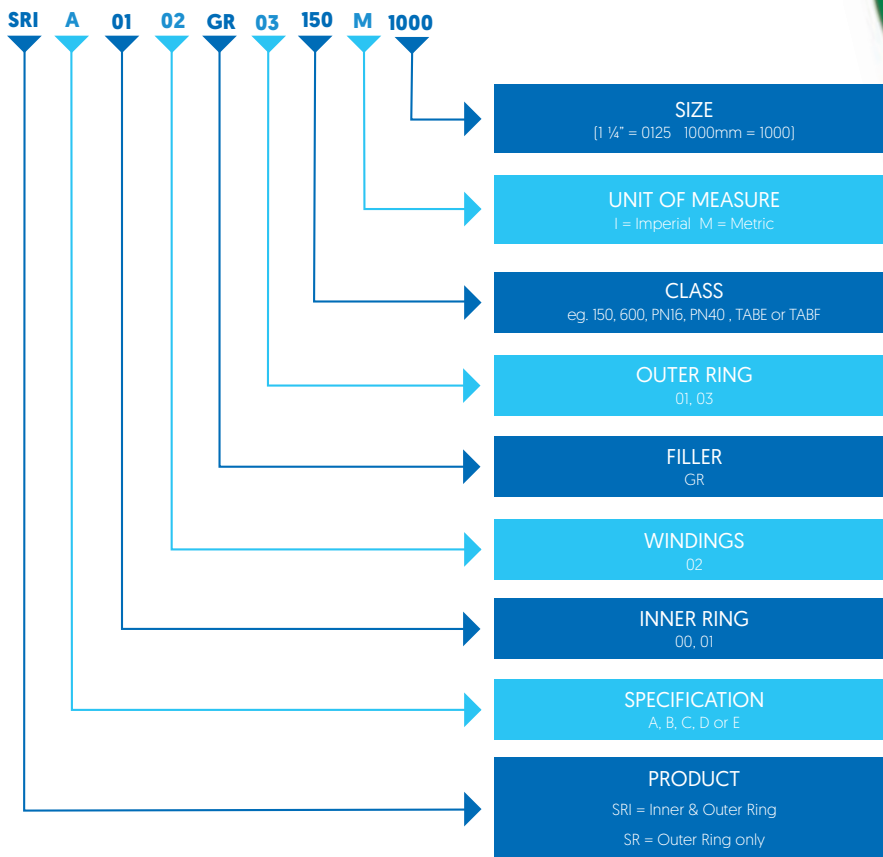 SRI A 01 02 GR 03 150 M 1000
SIZE
[1 ¼" = 0125 1000mm = 1000]
UNIT OF MEASURE
I = Imperial M = Metric
CLASS
eg. 150, 600, PN16, PN40 , TABE or TABF
OUTER RING
01, 03
FILLER
GR
WINDINGS
02
INNER RING
00, 01
SPECIFICATION
A, B, C, D or E
PRODUCT
SRI = Inner & Outer Ring
SR = Outer Ring only